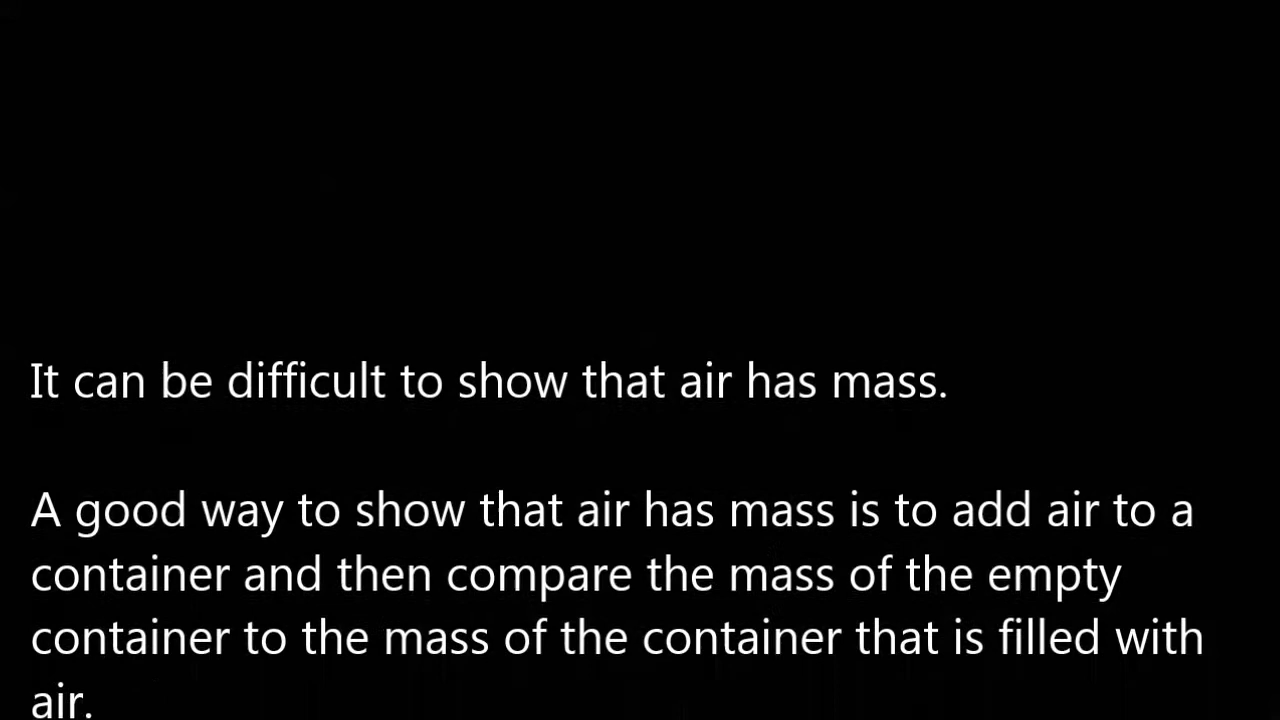 It can be difficult to show that air has mass.
A good way to show that air has mass is to add air to a
container and then compare the mass of the empty
container to the mass of the container that is filled with
air.